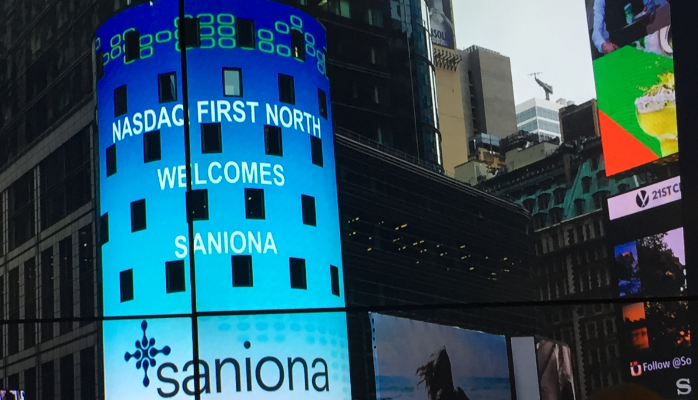 NASDAQ FIRST NORTH
WELCOMES
SANIONA
saniona
21ST C
Follow @So
S